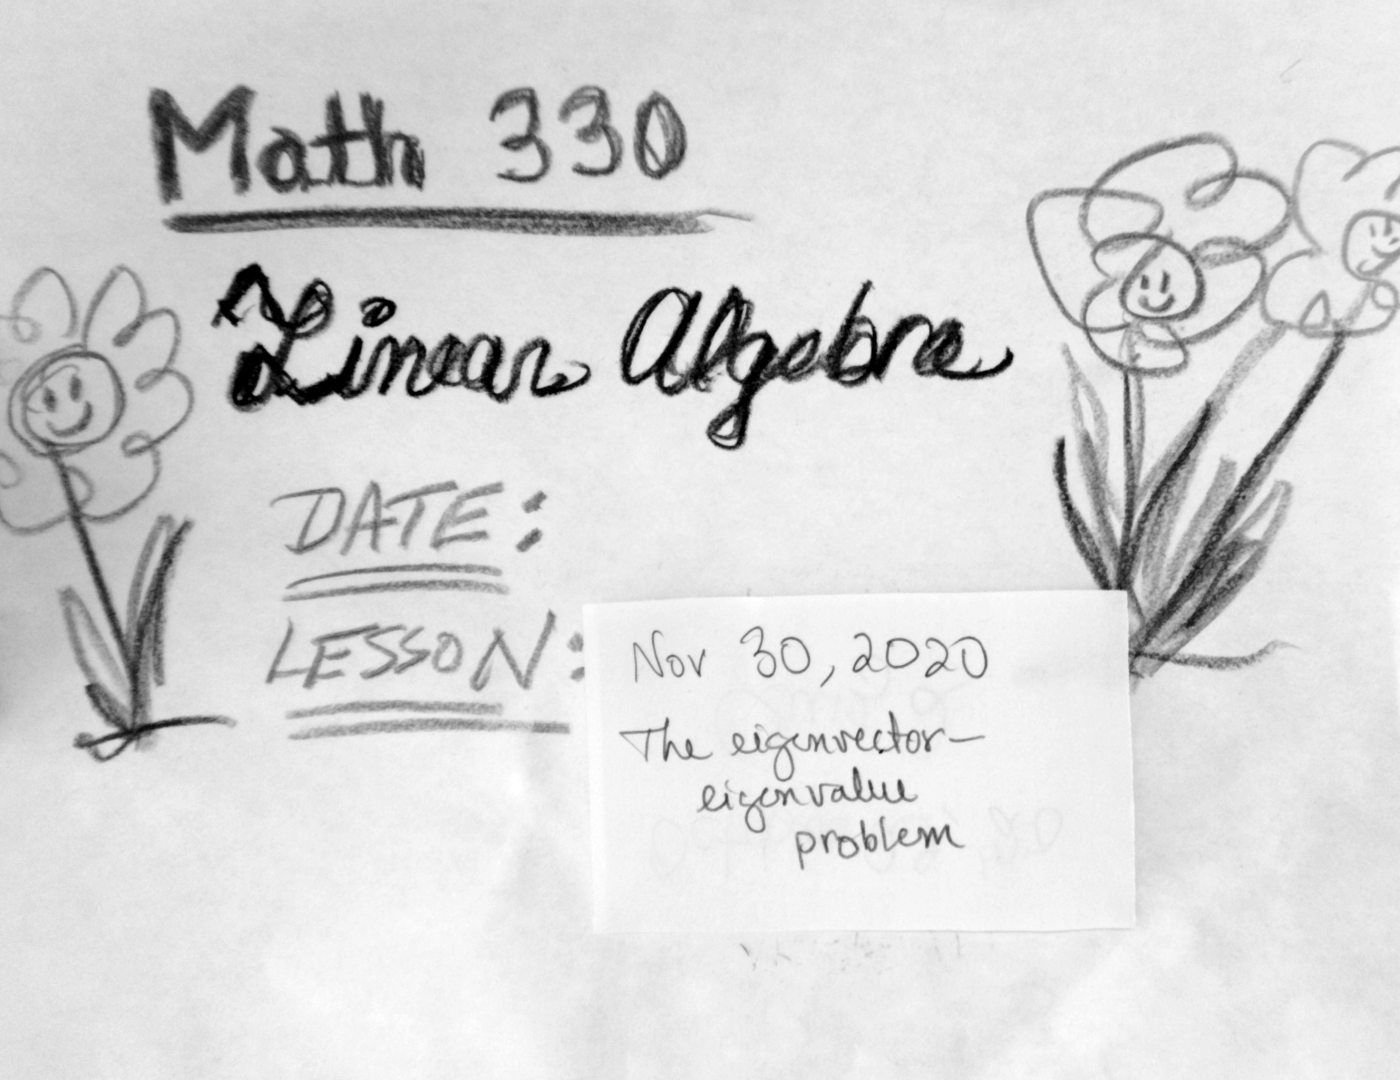 Math 330
Linear Algebra
DATE:
LESSON:
Nov 30, 2020
The eigenvector-
eigenvalue
problem